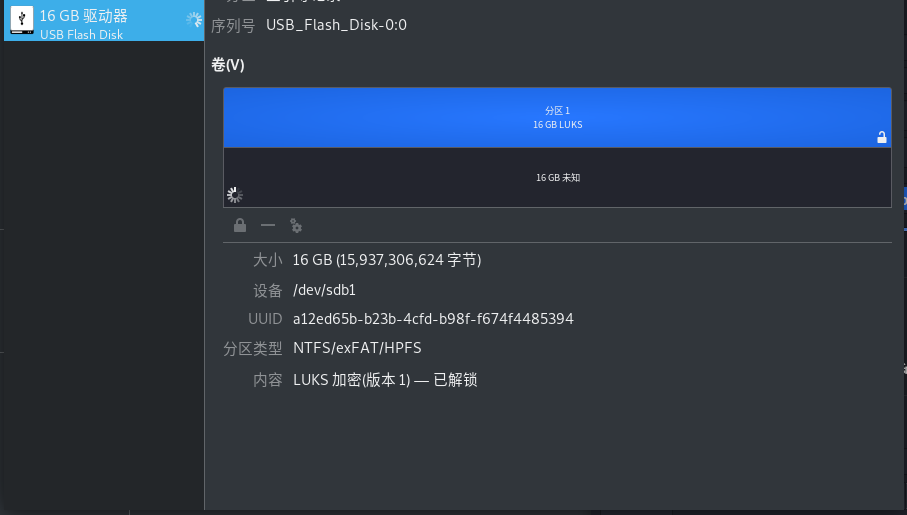 16 GB 驱动器
USB Flash Disk
序列号 USB_Flash_Disk-0:0
卷(V)
分区 1
16 GB LUKS
16 GB 未知
大小 16 GB (15,937,306,624 字节)
设备 /dev/sdb1
UUID a12ed65b-b23b-4cfd-b98f-f674f4485394
分区类型 NTFS/exFAT/HPFS
内容 LUKS 加密(版本 1) — 已解锁